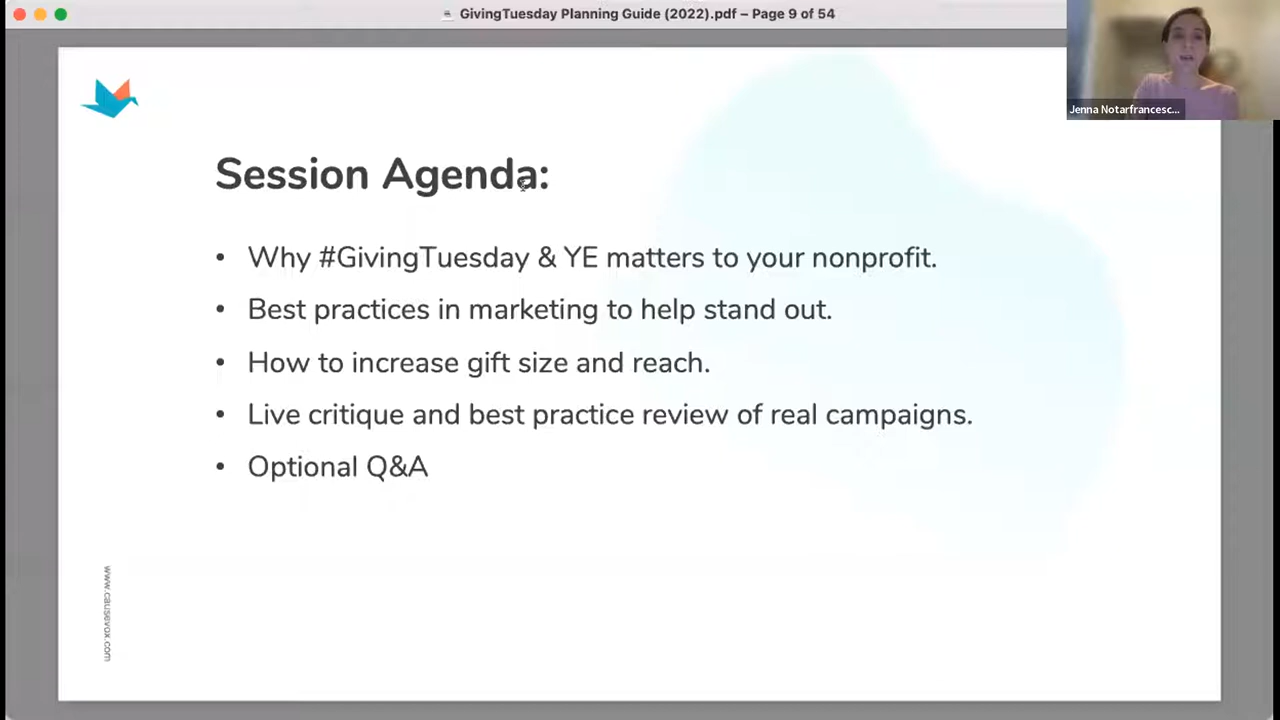 GivingTuesday Planning Guide (2022).pdf – Page 9 of 54
Jenna Notarfrancesc...
Session Agenda:
• Why #GivingTuesday & YE matters to your nonprofit.
• Best practices in marketing to help stand out.
• How to increase gift size and reach.
• Live critique and best practice review of real campaigns.
• Optional Q&A
www.causevox.com